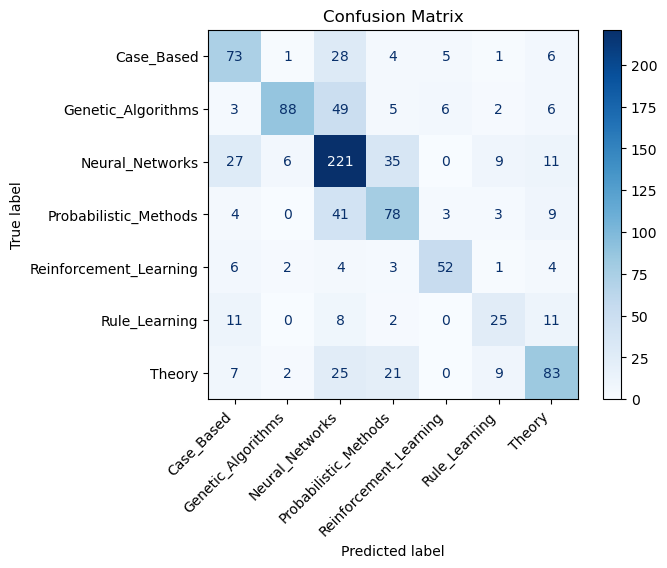 Confusion Matrix
True label
Case_Based 73 1 28 4 5 1 6
Genetic_Algorithms 3 88 49 5 6 2 6
Neural_Networks 27 6 221 35 0 9 11
Probabilistic_Methods 4 0 41 78 3 3 9
Reinforcement_Learning 6 2 4 3 52 1 4
Rule_Learning 11 0 8 2 0 25 11
Theory 7 2 25 21 0 9 83
Case_Based
Genetic_Algorithms
Neural_Networks
Probabilistic_Methods
Reinforcement_Learning
Rule_Learning
Theory
Predicted label
200
175
150
125
100
75
50
25
0